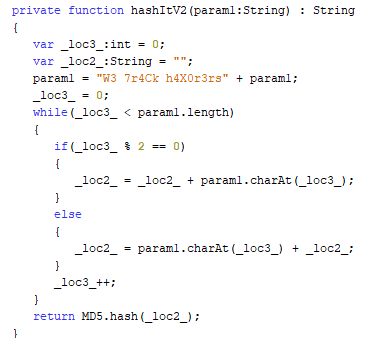 private function hashItV2(param1:String) : String
{
var _loc3_:int = 0;
var _loc2_:String = "";
param1 = "W3 7r4Ck h4X0r3rs" + param1;
_loc3_ = 0;
while(_loc3_ < param1.length)
{
if(_loc3_ % 2 == 0)
{
_loc2_ = _loc2_ + param1.charAt(_loc3_);
}
else
{
_loc2_ = param1.charAt(_loc3_) + _loc2_;
}
_loc3_++;
}
return MD5.hash(_loc2_);
}